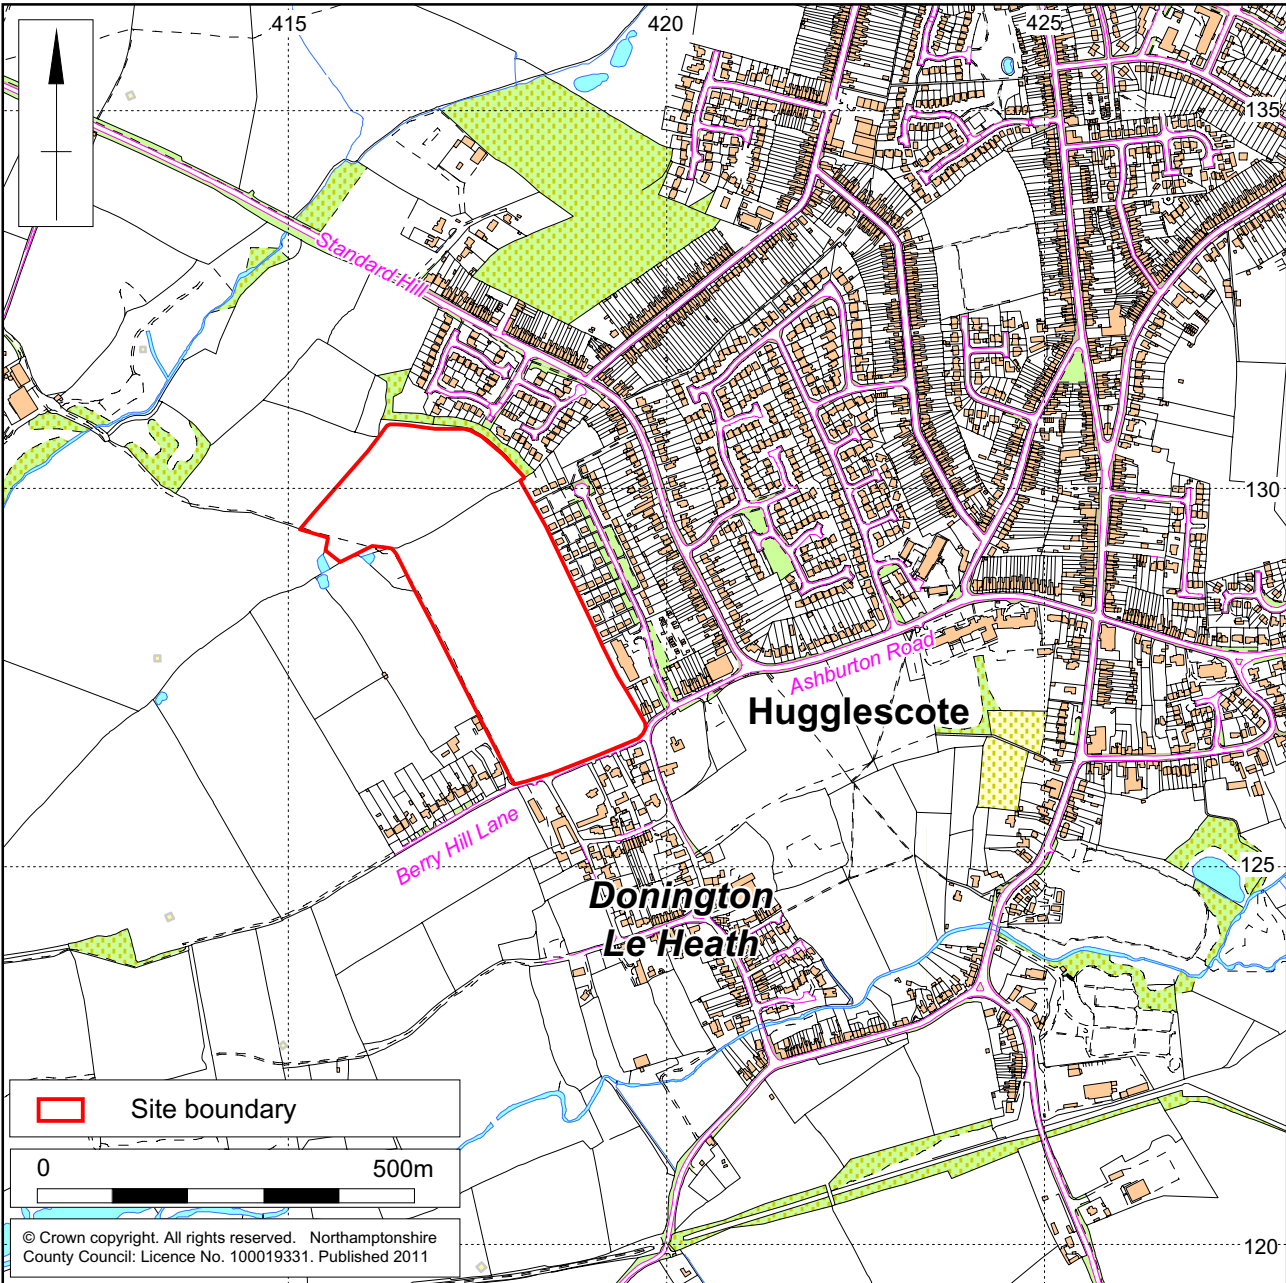 415
420
425
135
Standard Hill
130
Ashburton Road
Hugglescote
Berry Hill Lane
125
Donington
Le Heath
Site boundary
0 500m
© Crown copyright. All rights reserved. Northamptonshire
County Council: Licence No. 100019331. Published 2011
120